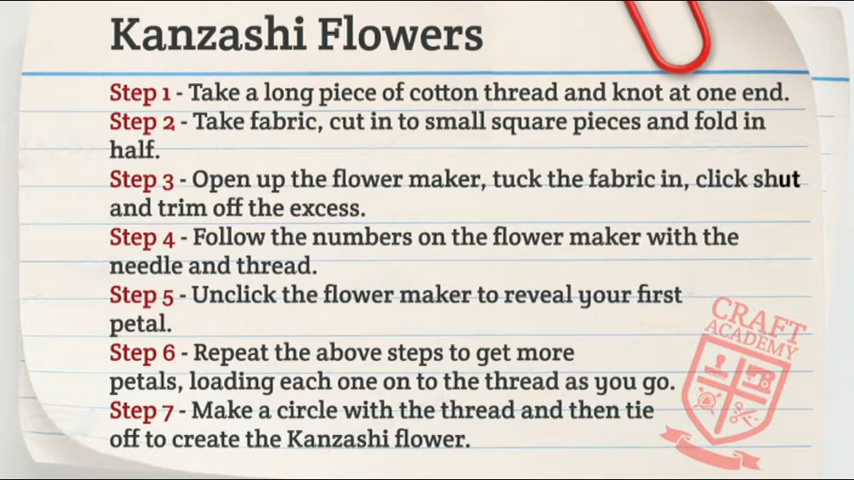 Kanzashi Flowers
Step 1 - Take a long piece of cotton thread and knot at one end.
Step 2 - Take fabric, cut in to small square pieces and fold in
half.
Step 3 - Open up the flower maker, tuck the fabric in, click shut
and trim off the excess.
Step 4 - Follow the numbers on the flower maker with the
needle and thread.
Step 5 - Unclick the flower maker to reveal your first
petal.
Step 6 - Repeat the above steps to get more
petals, loading each one on to the thread as you go.
Step 7 - Make a circle with the thread and then tie
off to create the Kanzashi flower.
CRAFT
ACADEMY